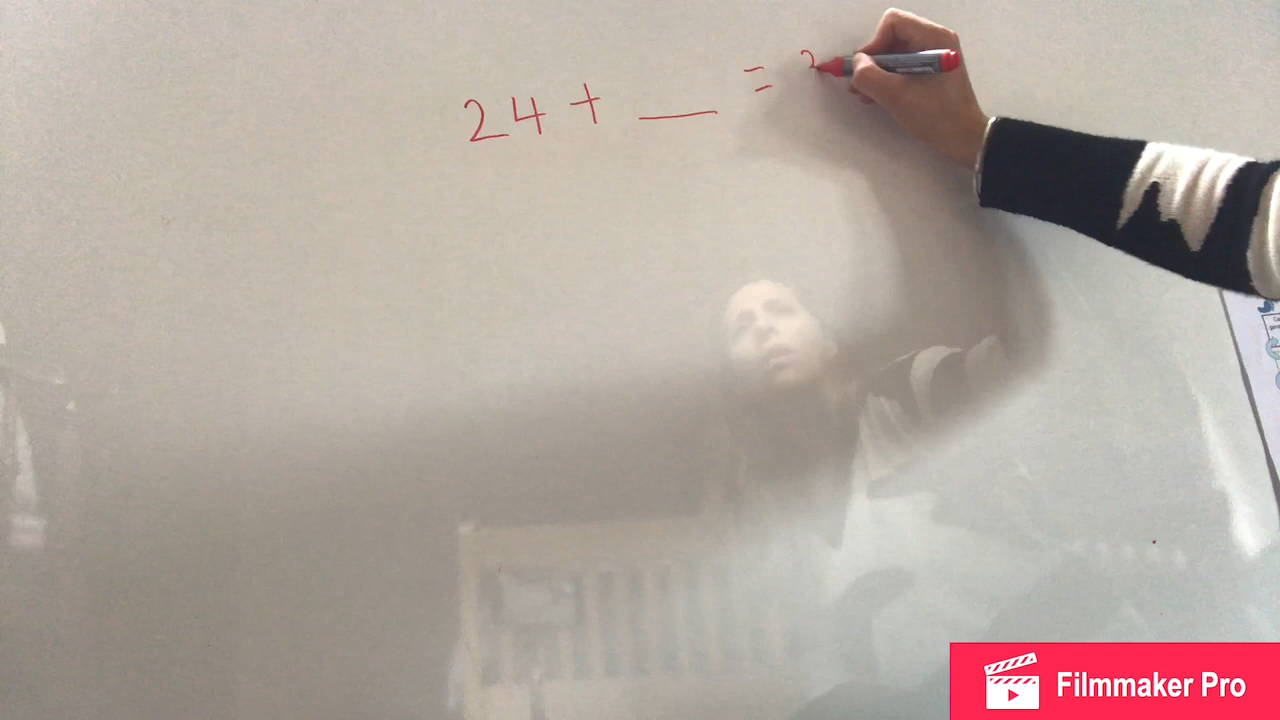 24 + __ =
Filmmaker Pro